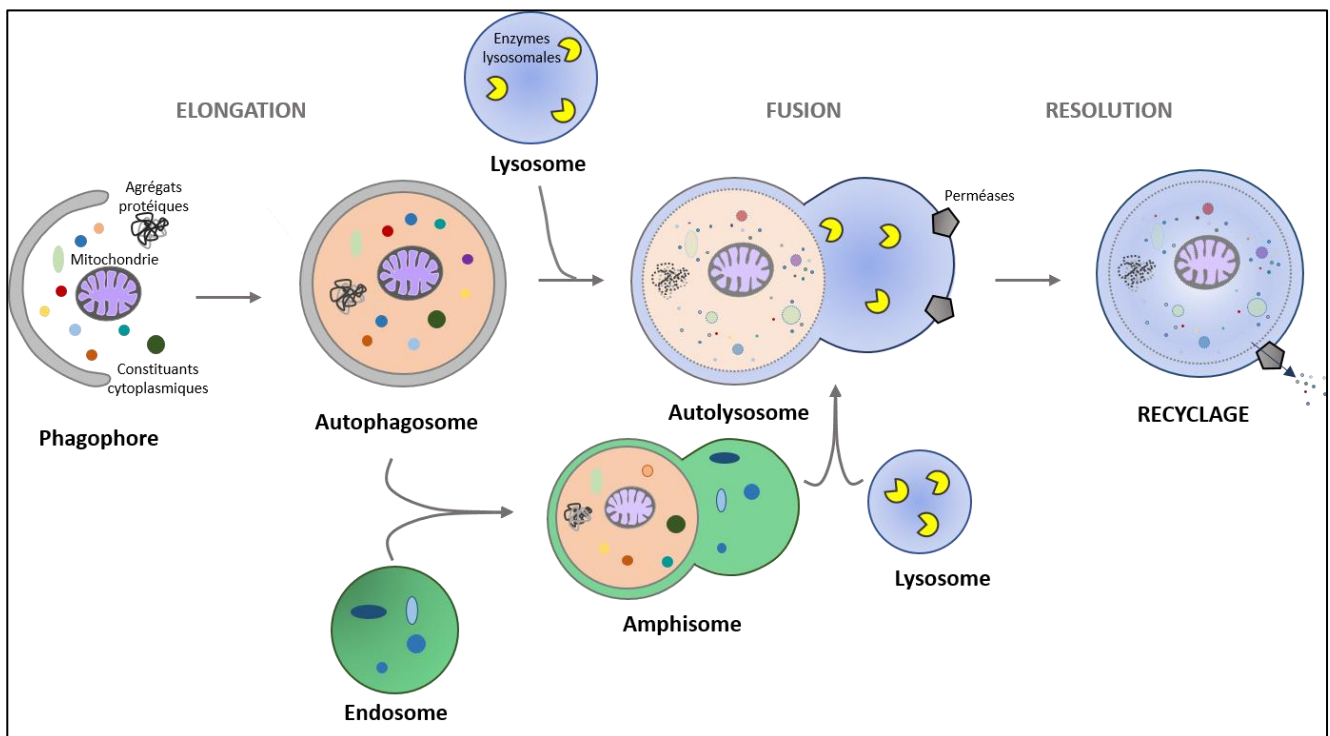 Enzymes
lysosomales
ELONGATION
FUSION
RESOLUTION
Lysosome
Agrégats
protéiques
Perméases
Mitochondrie
Constituants
cytoplasmiques
Phagophore
Autophagosome
Autolysosome
RECYCLAGE
Lysosome
Amphisome
Endosome